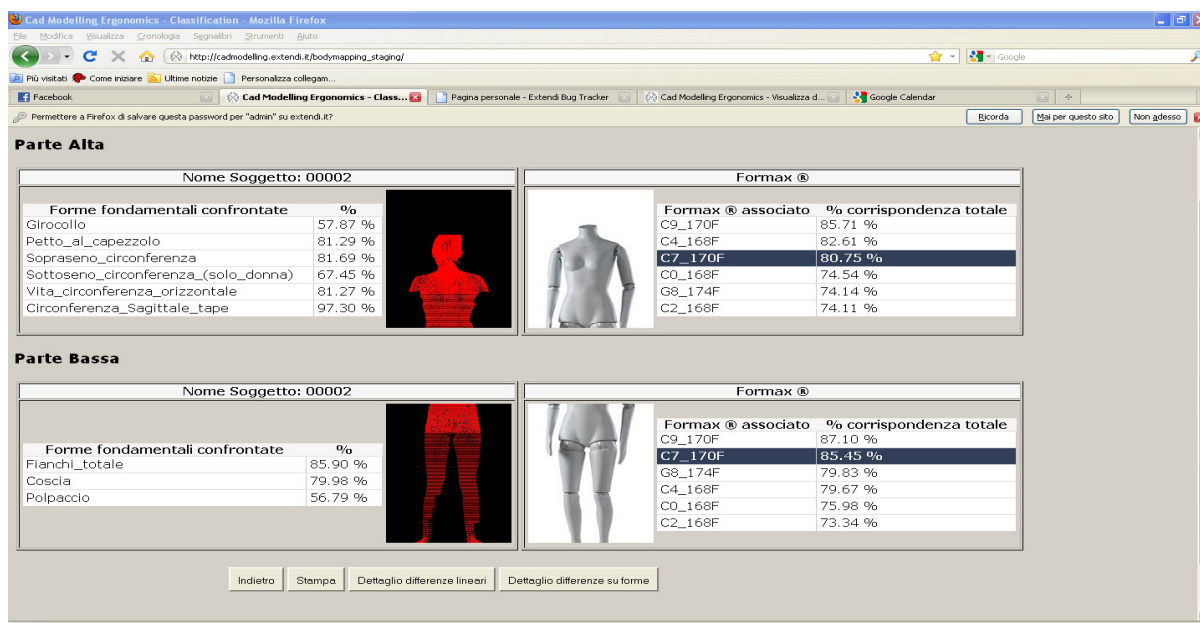 Cad Modelling Ergonomics - Classification - Mozilla Firefox
File Modifica Visualizza Cronologia Segnalibri Strumenti Aiuto
http://cadmodelling.extendi.it/bodymapping_staging/ Google
Più visitati Come iniziare Ultime notizie Personalizza collegam...
Facebook Cad Modelling Ergonomics - Class... Pagina personale - Extendi Bug Tracker Cad Modelling Ergonomics - Visualizza d... Google Calendar
Permettere a Firefox di salvare questa password per "admin" su extendi.it? Ricorda Mai per questo sito Non adesso
Parte Alta
Nome Soggetto: 00002 Formax ®
Forme fondamentali confrontate % Formax ® associato % corrispondenza totale
Girocollo 57.87 % C9_170F 85.71 %
Petto_al_capezzolo 81.29 % C4_168F 82.61 %
Sopraseno_circonferenza 81.69 % C7_170F 80.75 %
Sottoseno_circonferenza_(solo_donna) 67.45 % C0_168F 74.54 %
Vita_circonferenza_orizzontale 81.27 % G8_174F 74.14 %
Circonferenza_Sagittale_tape 97.30 % C2_168F 74.11 %
Parte Bassa
Nome Soggetto: 00002 Formax ®
Formax ® associato % corrispondenza totale
C9_170F 87.10 %
Forme fondamentali confrontate % C7_170F 85.45 %
Fianchi_totale 85.90 % G8_174F 79.83 %
Coscia 79.98 % C4_168F 79.67 %
Polpaccio 56.79 % C0_168F 75.98 %
C2_168F 73.34 %
Indietro Stampa Dettaglio differenze lineari Dettaglio differenze su forme